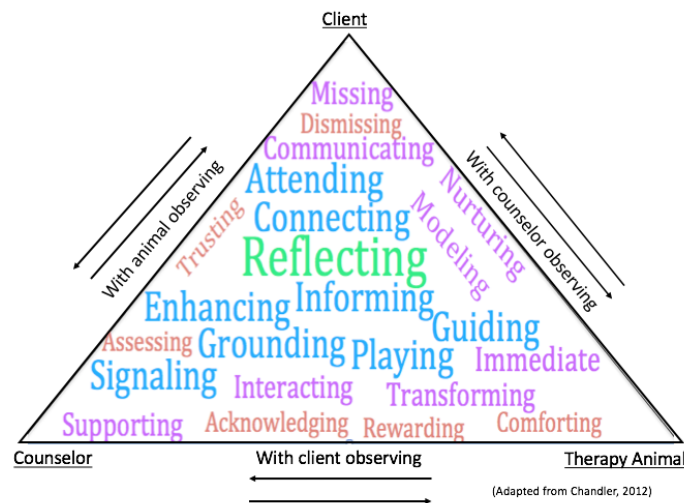 Client
Missing
Dismissing
Communicating
Attending
Nurturing
Connecting
Modeling
Trusting
Reflecting
With animal observing
With counselor observing
Informing
Enhancing
Guiding
Assessing
Grounding
Playing
Immediate
Signaling
Interacting
Transforming
Supporting
Acknowledging
Rewarding
Comforting
Counselor
With client observing
Therapy Animal
(Adapted from Chandler, 2012)